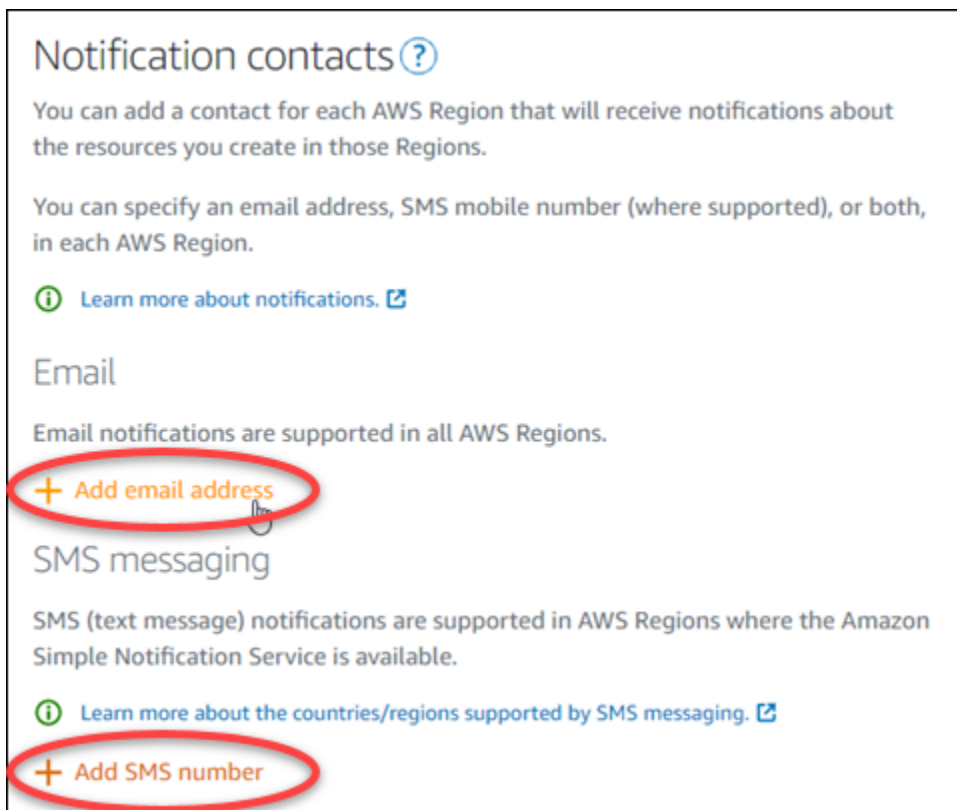 Notification contacts ?
You can add a contact for each AWS Region that will receive notifications about
the resources you create in those Regions.
You can specify an email address, SMS mobile number (where supported), or both,
in each AWS Region.
Learn more about notifications.
Email
Email notifications are supported in all AWS Regions.
+ Add email address
SMS messaging
SMS (text message) notifications are supported in AWS Regions where the Amazon
Simple Notification Service is available.
Learn more about the countries/regions supported by SMS messaging.
+ Add SMS number